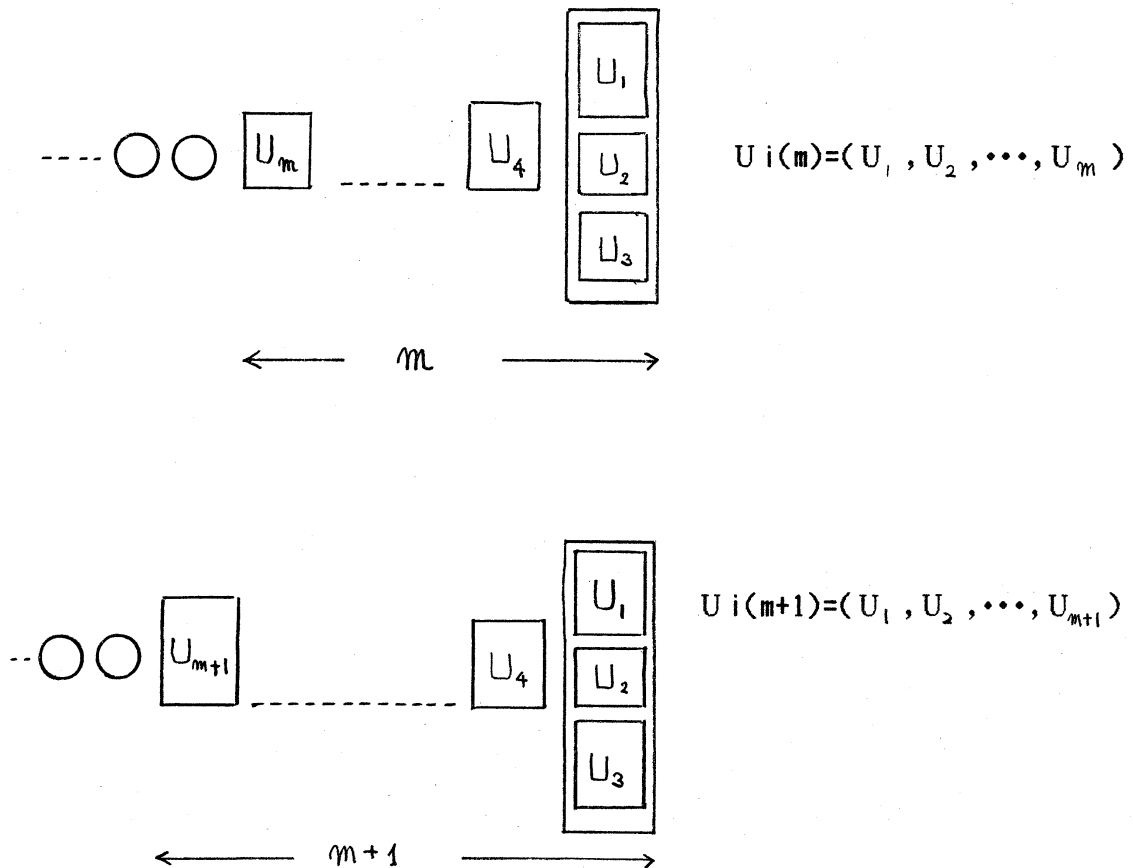 U₁
U₂
U₃
U₄
Uₘ
U i(m)=( U₁ , U₂ , ･･･, Uₘ )
m
U₁
U₂
U₃
U₄
Uₘ₊₁
U i(m+1)=( U₁ , U₂ , ･･･, Uₘ₊₁)
m+1